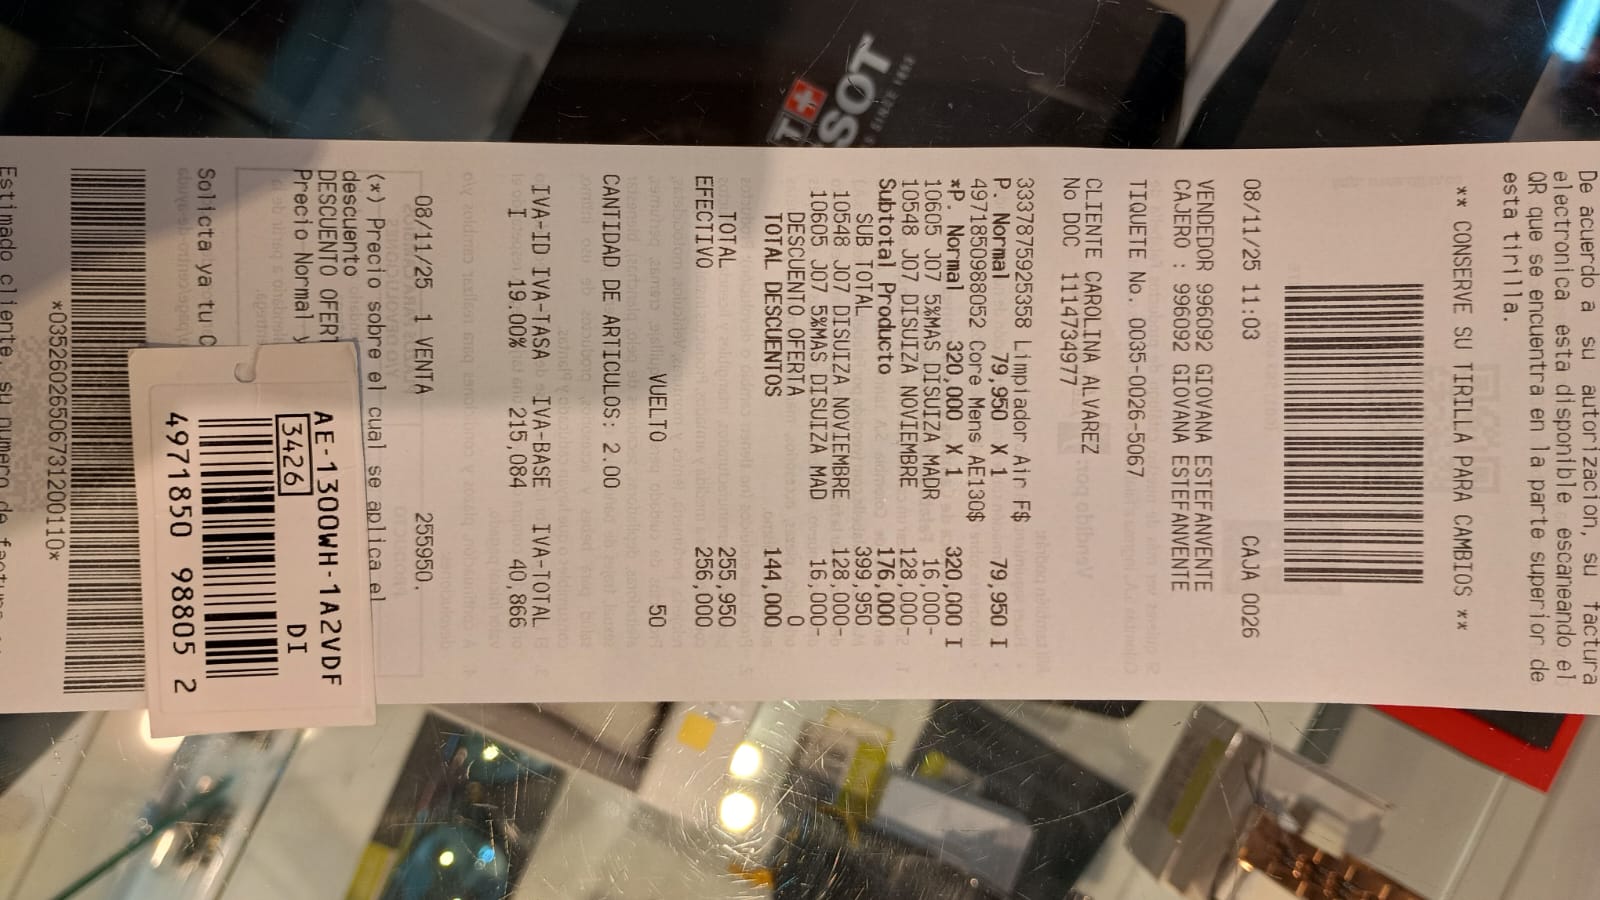 De acuerdo a su autorizacion, su factura
electronica esta disponible escaneando el
QR que se encuentra en la parte superior de
esta tirilla.
** CONSERVE SU TIRILLA PARA CAMBIOS **
08/11/25 11:03 CAJA 0026
VENDEDOR 996092 GIOVANA ESTEFANVENTE
CAJERO : 996092 GIOVANA ESTEFANVENTE
TIQUETE No. 0035-0026-5067
CLIENTE CAROLINA ALVAREZ
No DOC 1114734977
3337875925358 Limpiador Air F$ 79,950 I
P. Normal 79,950 X 1
4971850988052 Core Mens AE130$ 320,000 I
*P. Normal 320,000 X 1
10605 J07 5%MAS DISUIZA MADR 16,000-
10548 J07 DISUIZA NOVIEMBRE 128,000-
Subtotal Producto 176,000
SUB TOTAL 399,950
10548 J07 DISUIZA NOVIEMBRE 128,000-
10605 J07 5%MAS DISUIZA MAD 16,000-
DESCUENTO OFERTA 0
TOTAL DESCUENTOS 144,000
TOTAL 255,950
EFECTIVO 256,000
VUELTO 50
CANTIDAD DE ARTICULOS: 2.00
IVA-ID IVA-TASA IVA-BASE IVA-TOTAL
I 19.00% 215,084 40,866
08/11/25 1 VENTA 255950.
(*) Precio sobre el cual se aplica el
descuento
DESCUENTO OFERT
Precio Normal y
Solicta ya tu C
*035260265067312001 10*
Estimado cliente, su numero de factura
AE-1300WH-1A2VDF
3426 DI
4971850 98805 2
T SOT
SINCE 1853